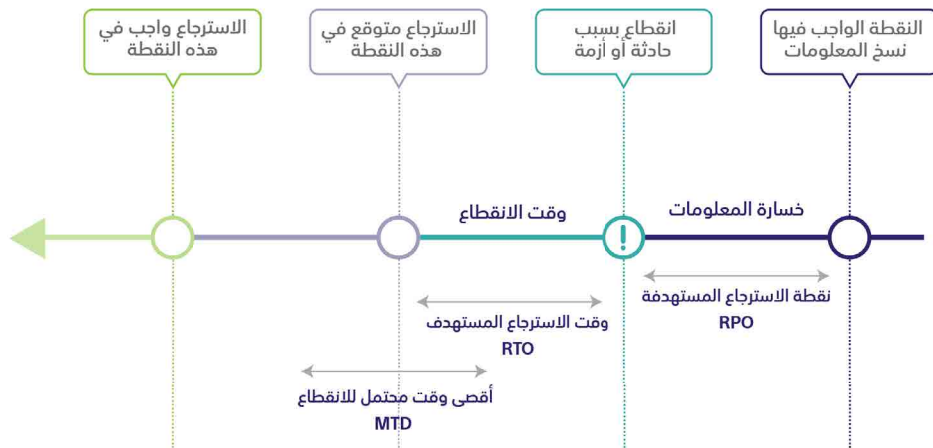 النقطة الواجب فيها
نسخ المعلومات
انقطاع بسبب
حادثة أو أزمة
الاسترجاع متوقع في
هذه النقطة
الاسترجاع واجب في
هذه النقطة
خسارة المعلومات
وقت الانقطاع
نقطة الاسترجاع المستهدفة
RPO
وقت الاسترجاع المستهدف
RTO
أقصى وقت محتمل للانقطاع
MTD